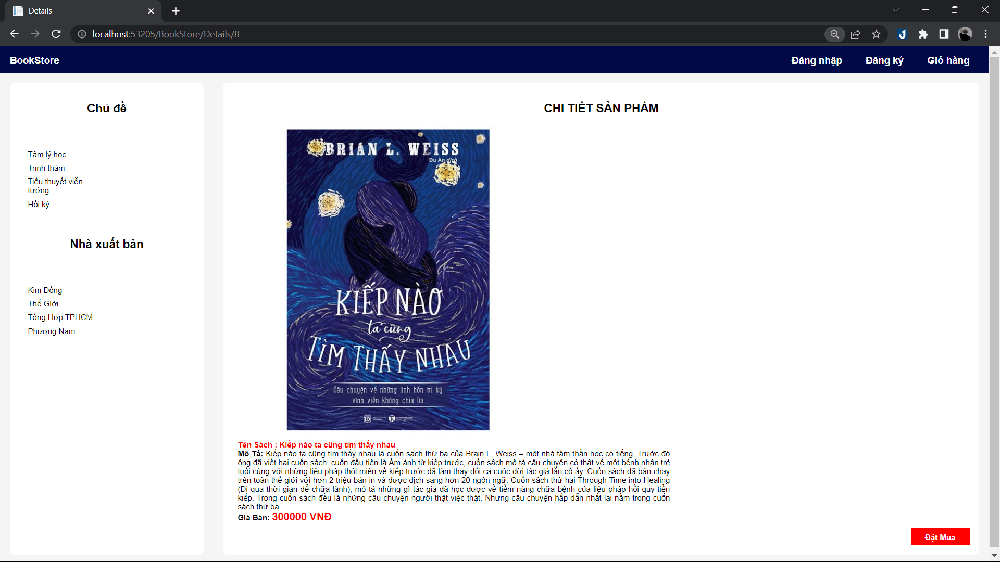 Details
localhost:53205/BookStore/Details/8
BookStore
Đăng nhập
Đăng ký
Giỏ hàng
Chủ đề
Tâm lý học
Trinh thám
Tiểu thuyết viễn
tưởng
Hồi ký
Nhà xuất bản
Kim Đồng
Thế GIới
Tổng Hợp TPHCM
Phương Nam
CHI TIẾT SẢN PHẨM
BRIAN L. WEISS
Du An dịch
KIẾP NÀO
ta cũng
TÌM THẤY NHAU
Câu chuyện về những linh hồn tri kỷ
vĩnh viễn không chia lìa
Tên Sách : Kiếp nào ta cũng tìm thấy nhau
Mô Tả: Kiếp nào ta cũng tìm thấy nhau là cuốn sách thứ ba của Brain L. Weiss – một nhà tâm thần học có tiếng. Trước đó
ông đã viết hai cuốn sách: cuốn đầu tiên là Ám ảnh từ kiếp trước, cuốn sách mô tả câu chuyện có thật về một bệnh nhân trẻ
tuổi cùng với những liệu pháp thôi miên về kiếp trước đã làm thay đổi cả cuộc đời tác giả lẫn cô ấy. Cuốn sách đã bán chạy
trên toàn thế giới với hơn 2 triệu bản in và được dịch sang hơn 20 ngôn ngữ. Cuốn sách thứ hai Through Time into Healing
(Đi qua thời gian để chữa lành), mô tả những gì tác giả đã học được về tiềm năng chữa bệnh của liệu pháp hồi quy tiền
kiếp. Trong cuốn sách đều là những câu chuyện người thật việc thật. Nhưng câu chuyện hấp dẫn nhất lại nằm trong cuốn
sách thứ ba.
Giá Bán: 300000 VNĐ
Đặt Mua